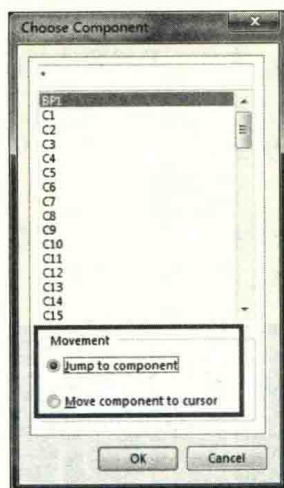 Choose Component
x
*
BP1
C1
C2
C3
C4
C5
C6
C7
C8
C9
C10
C11
C12
C13
C14
C15
Movement
Jump to component
Move component to cursor
OK
Cancel